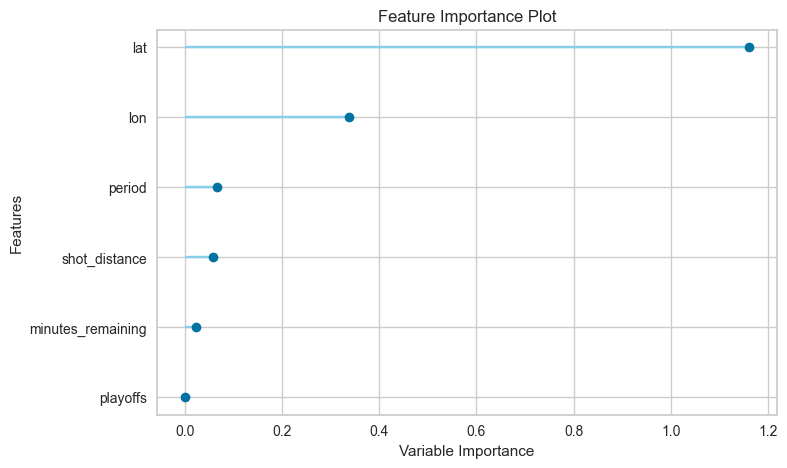 Feature Importance Plot
lat
lon
period
shot_distance
minutes_remaining
playoffs
Features
0.0 0.2 0.4 0.6 0.8 1.0 1.2
Variable Importance